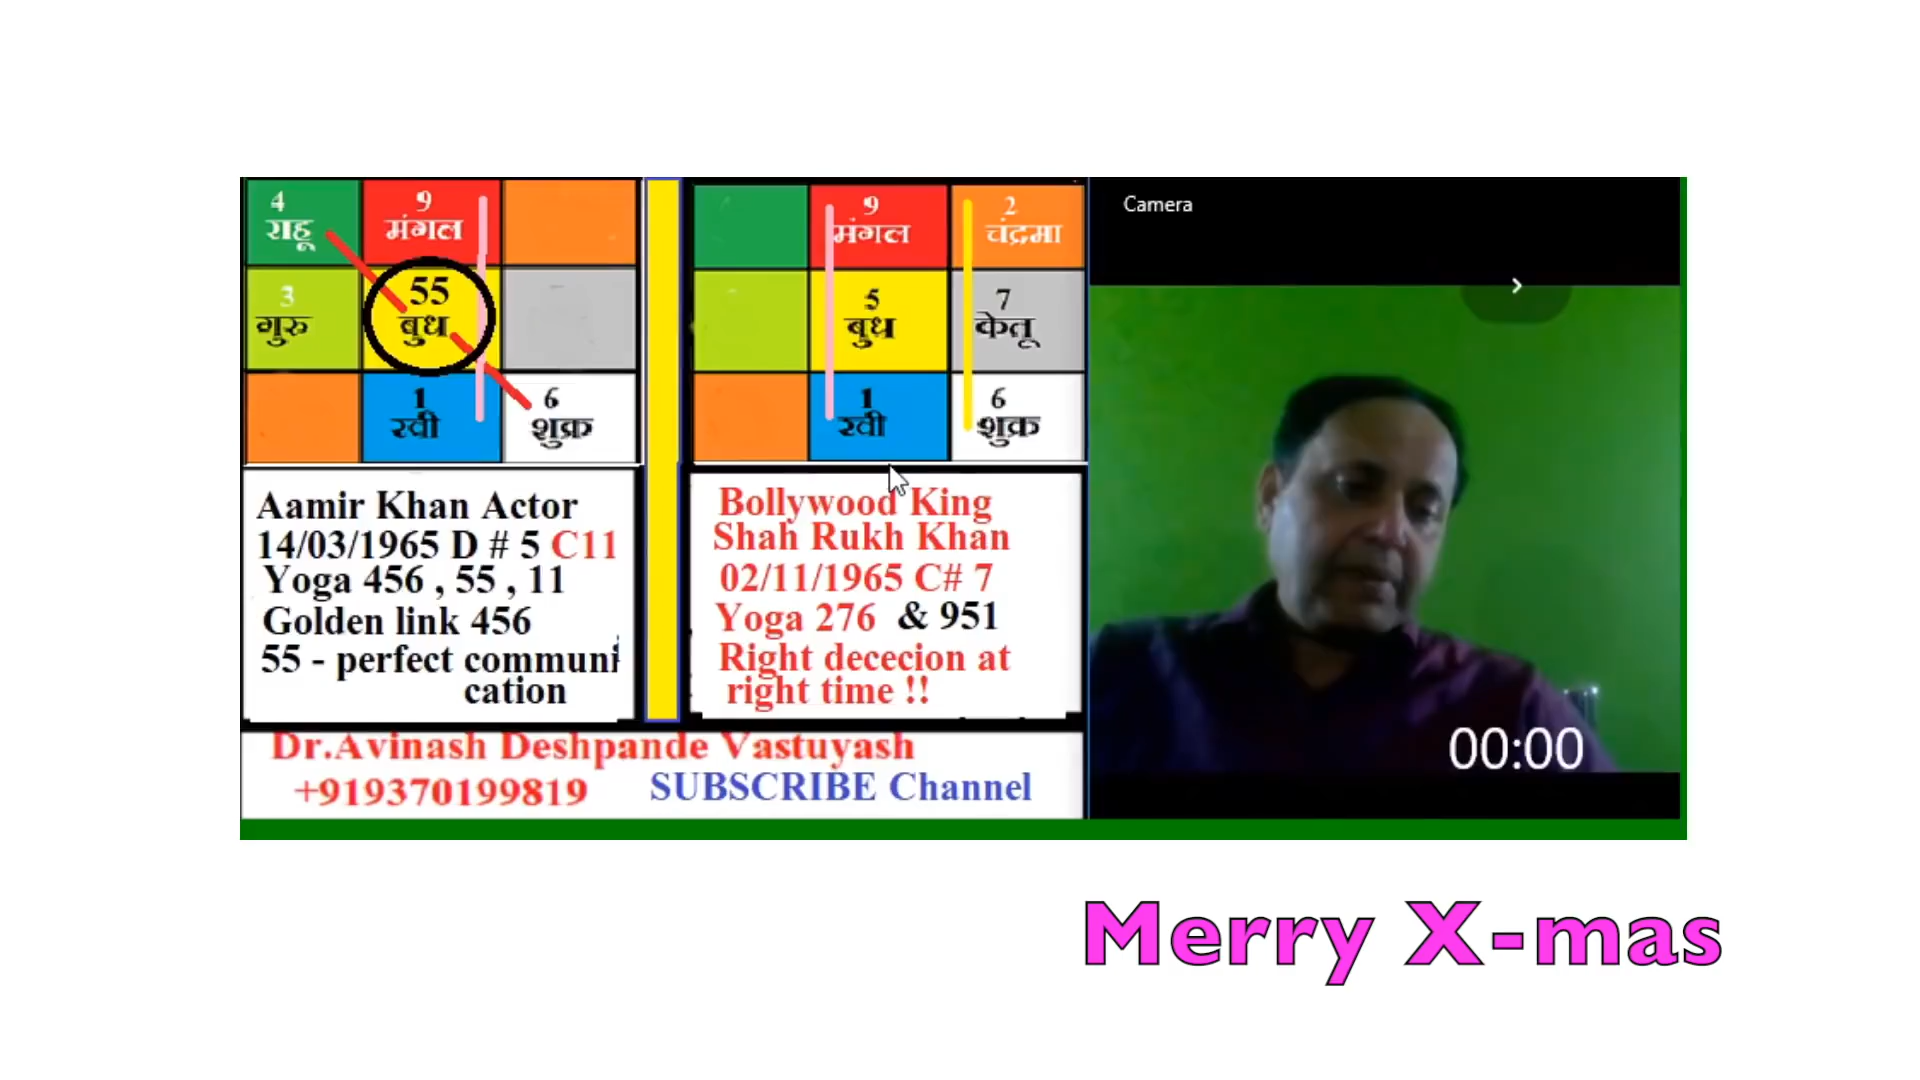 4
राहू
9
मंगल
3
गुरु
55
बुध
1
रवी
6
शुक्र
9
मंगल
2
चंद्रमा
5
बुध
7
केतू
1
रवी
6
शुक्र
Aamir Khan Actor
14/03/1965 D # 5 C11
Yoga 456 , 55 , 11
Golden link 456
55 - perfect communi
cation
Bollywood King
Shah Rukh Khan
02/11/1965 C# 7
Yoga 276 & 951
Right dececion at
right time !!
Dr.Avinash Deshpande Vastuyash
+919370199819 SUBSCRIBE Channel
Camera
00:00
Merry X-mas